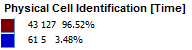 Physical Cell Identification [Time]
43 127 96.52%
61 5 3.48%